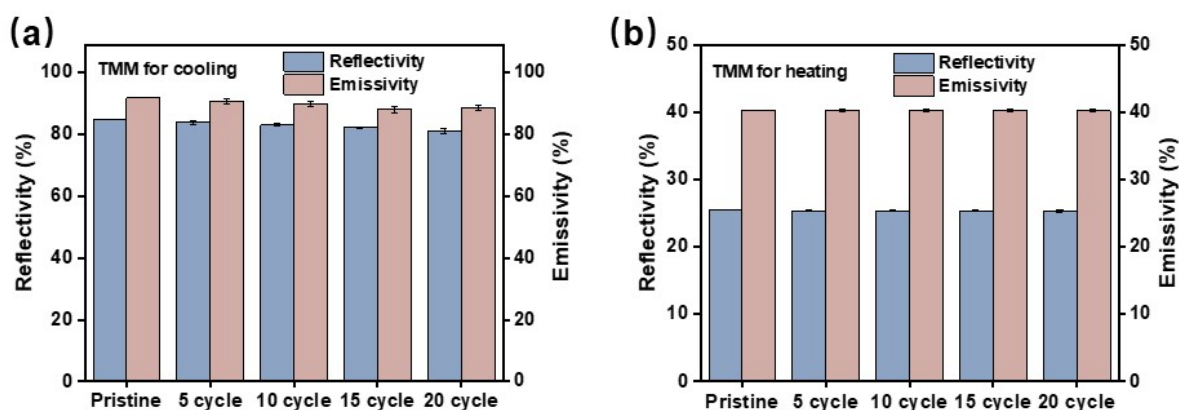 (a)
TMM for cooling
Reflectivity
Emissivity
Reflectivity (%)
100
80
60
40
20
0
Emissivity (%)
100
80
60
40
20
0
Pristine 5 cycle 10 cycle 15 cycle 20 cycle
(b)
TMM for heating
Reflectivity
Emissivity
Reflectivity (%)
50
40
30
20
10
0
Emissivity (%)
50
40
30
20
10
0
Pristine 5 cycle 10 cycle 15 cycle 20 cycle